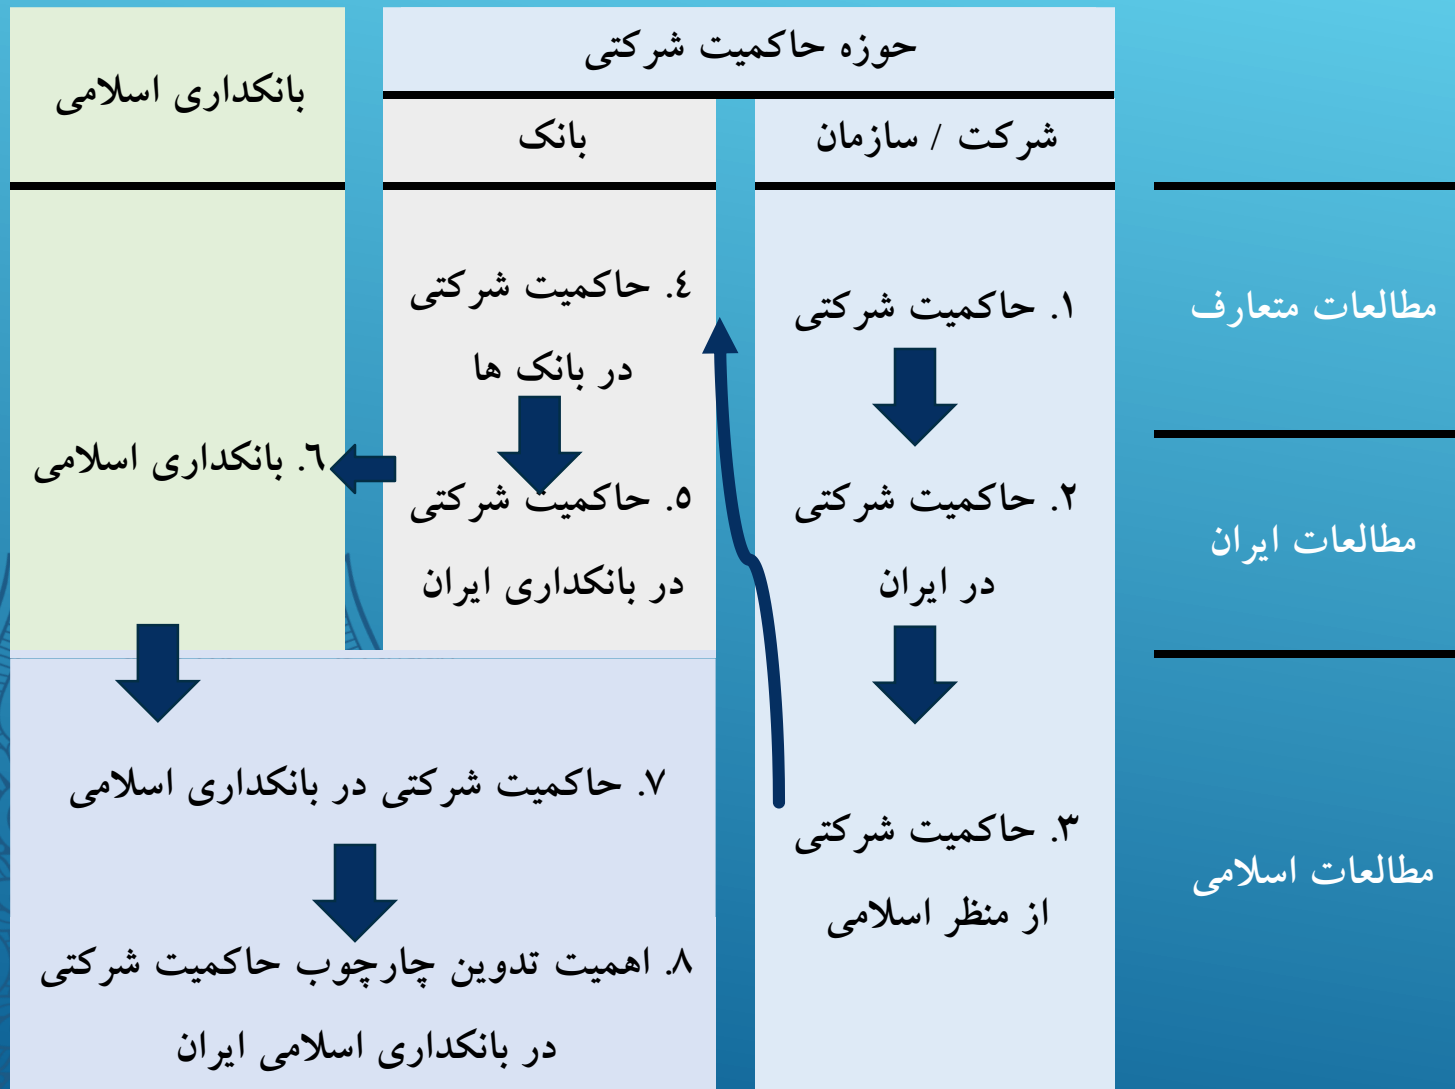 حوزه حاکمیت شرکتی
بانکداری اسلامی
شرکت / سازمان
بانک
مطالعات متعارف
۱. حاکمیت شرکتی
٤. حاکمیت شرکتی
در بانک ها
مطالعات ایران
۲. حاکمیت شرکتی
در ایران
٥. حاکمیت شرکتی
در بانکداری ایران
٦. بانکداری اسلامی
مطالعات اسلامی
۳. حاکمیت شرکتی
از منظر اسلامی
۷. حاکمیت شرکتی در بانکداری اسلامی
۸. اهمیت تدوین چارچوب حاکمیت شرکتی
در بانکداری اسلامی ایران